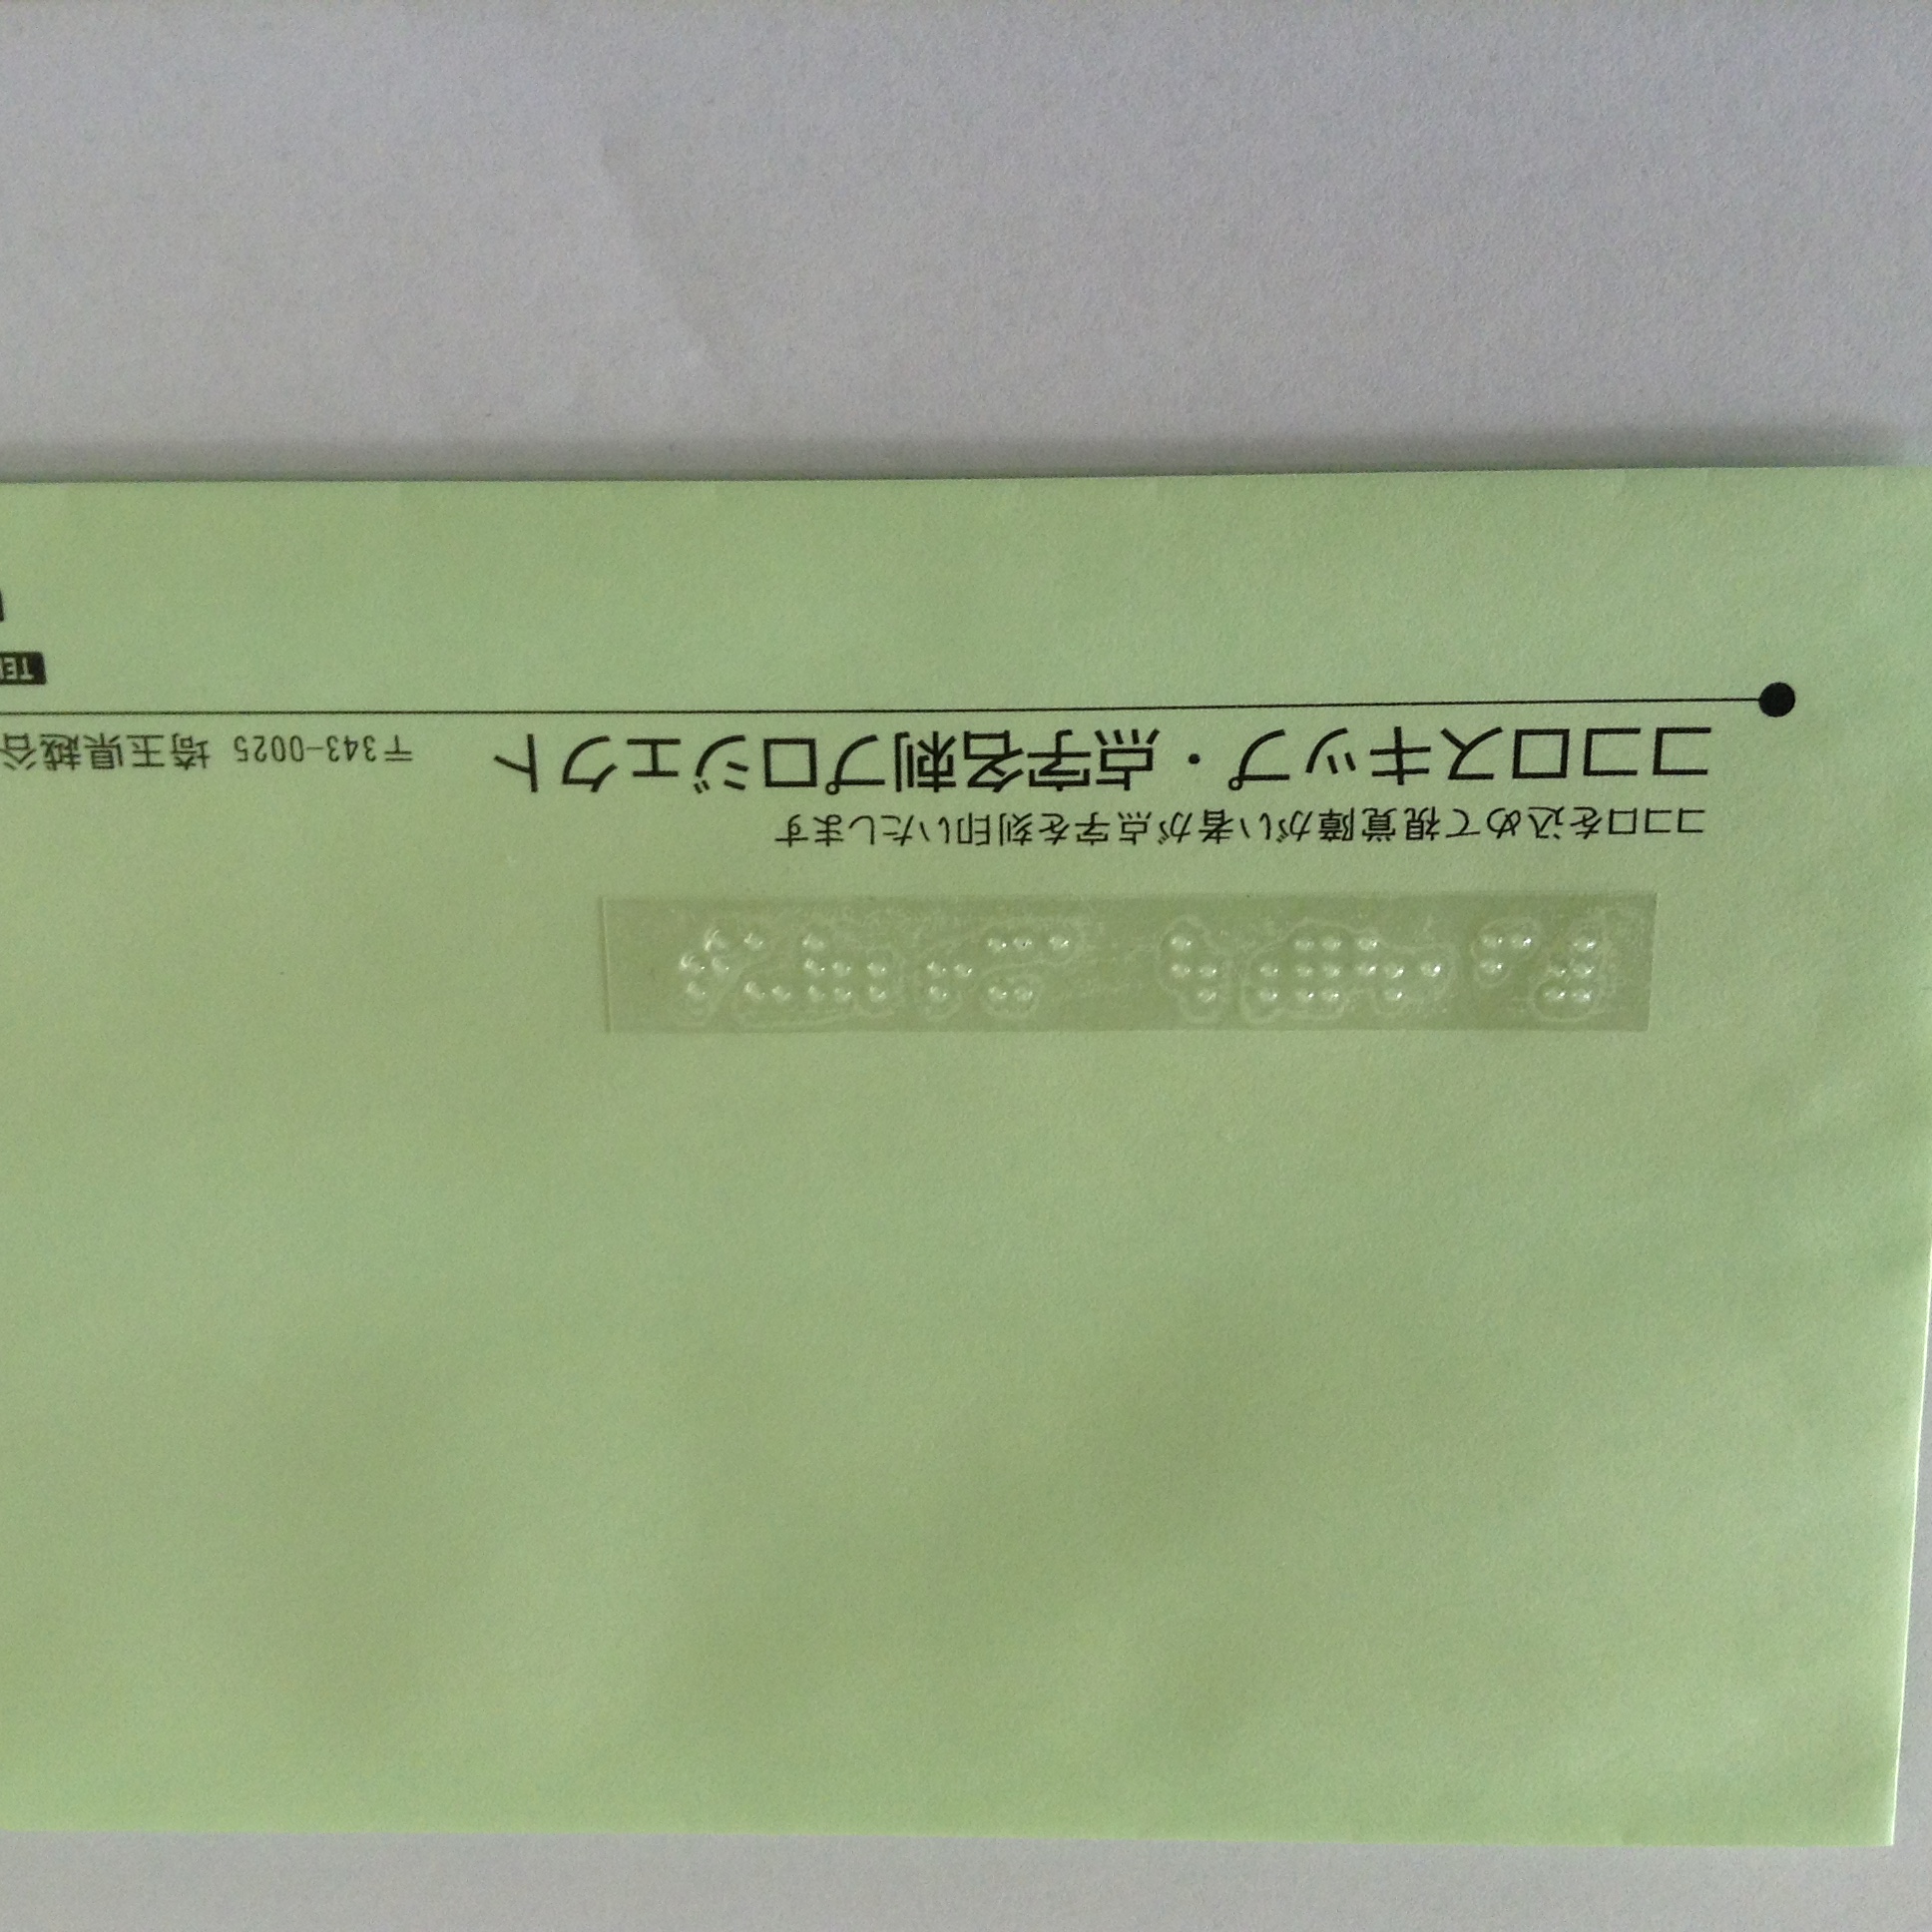 ココロを込めて視覚障がい者が点字を刻印いたします
ココロスキップ・点字名刺プロジェクト
〒343-0025 埼玉県越谷
TEL